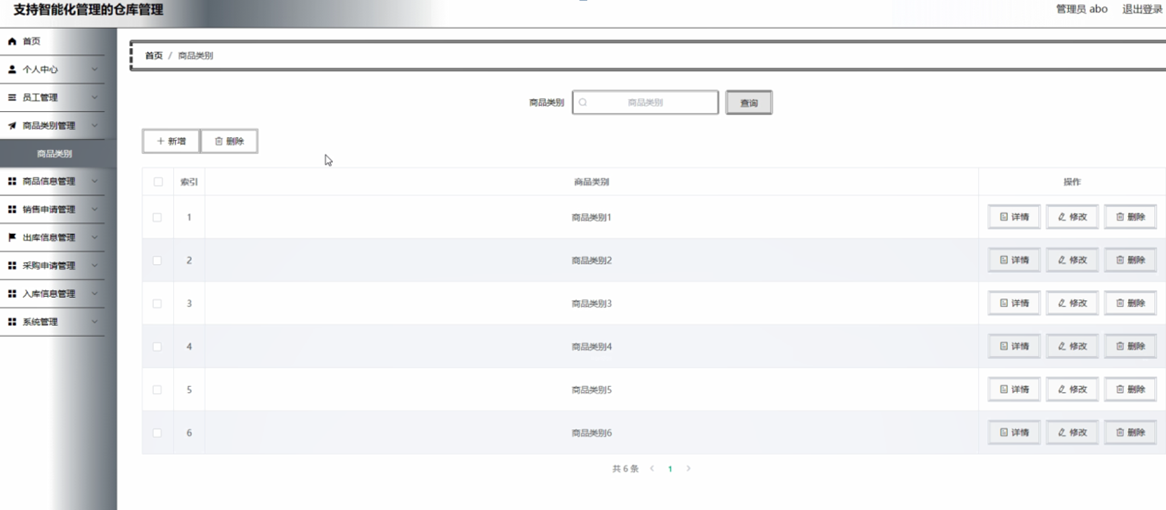 支持智能化管理的仓库管理
管理员 abo 退出登录
首页
个人中心
员工管理
商品类别管理
商品类别
商品信息管理
销售申请管理
出库信息管理
采购申请管理
入库信息管理
系统管理
首页 / 商品类别
商品类别 商品类别 查询
新增 删除
索引 商品类别 操作
1 商品类别1 详情 修改 删除
2 商品类别2 详情 修改 删除
3 商品类别3 详情 修改 删除
4 商品类别4 详情 修改 删除
5 商品类别5 详情 修改 删除
6 商品类别6 详情 修改 删除
共 6 条 1